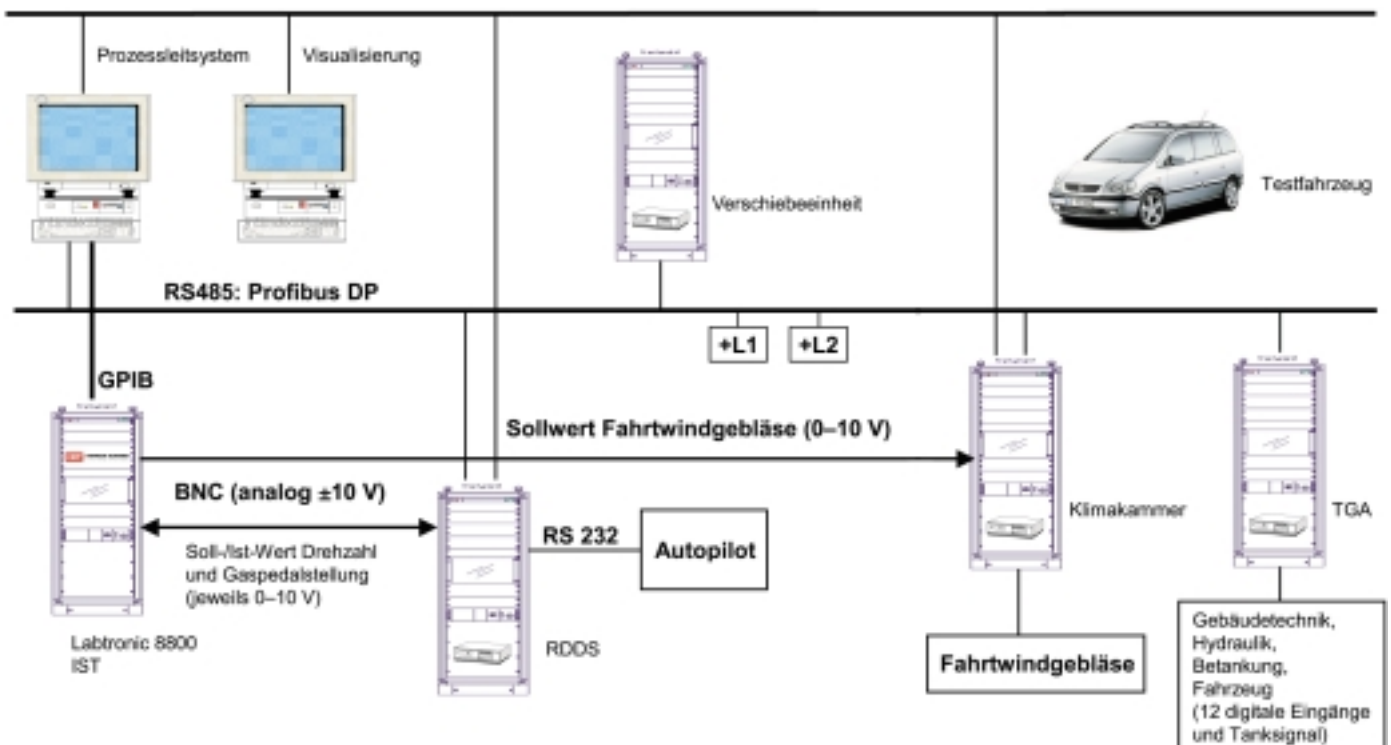 Prozessleitsystem
Visualisierung
Verschiebeeinheit
Testfahrzeug
RS485: Profibus DP
+L1
+L2
GPIB
Sollwert Fahrtwindgebläse (0–10 V)
BNC (analog ±10 V)
Soll-/Ist-Wert Drehzahl
und Gaspedalstellung
(jeweils 0–10 V)
RS 232
Autopilot
Klimakammer
TGA
Labtronic 8800
IST
RDDS
Fahrtwindgebläse
Gebäudetechnik,
Hydraulik,
Betankung,
Fahrzeug
(12 digitale Eingänge
und Tanksignal)